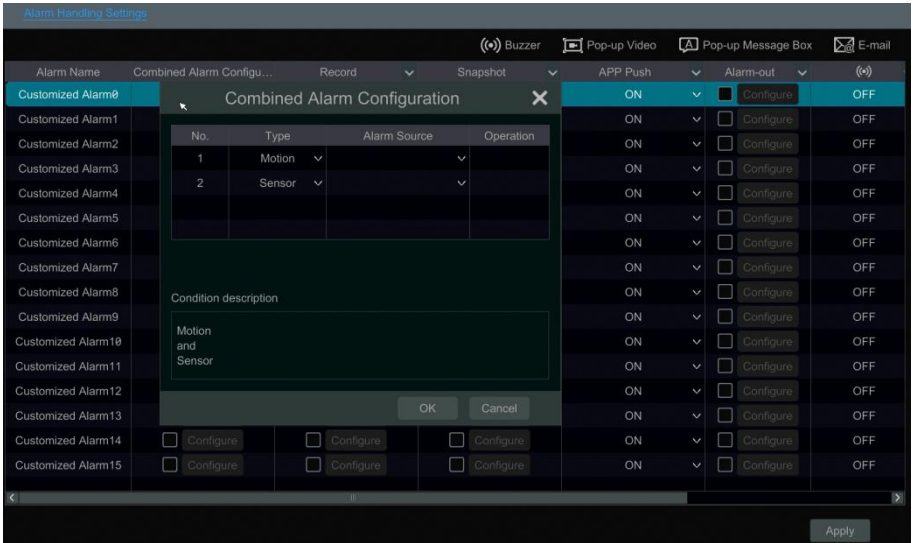 Alarm Handling Settings
Buzzer Pop-up Video Pop-up Message Box E-mail
Alarm Name Combined Alarm Configu... Record Snapshot APP Push Alarm-out
Customized Alarm0 ON Configure OFF
Combined Alarm Configuration
Customized Alarm1 ON Configure OFF
No. Type Alarm Source Operation
Customized Alarm2 ON Configure OFF
1 Motion
Customized Alarm3 ON Configure OFF
2 Sensor
Customized Alarm4 ON Configure OFF
Customized Alarm5 ON Configure OFF
Customized Alarm6 ON Configure OFF
Customized Alarm7 ON Configure OFF
Customized Alarm8 ON Configure OFF
Condition description
Customized Alarm9 ON Configure OFF
Motion
Customized Alarm10 ON Configure OFF
and
Sensor
Customized Alarm11 ON Configure OFF
Customized Alarm12 ON Configure OFF
OK Cancel
Customized Alarm13 ON Configure OFF
Customized Alarm14 Configure Configure Configure ON Configure OFF
Customized Alarm15 Configure Configure Configure ON Configure OFF
Apply